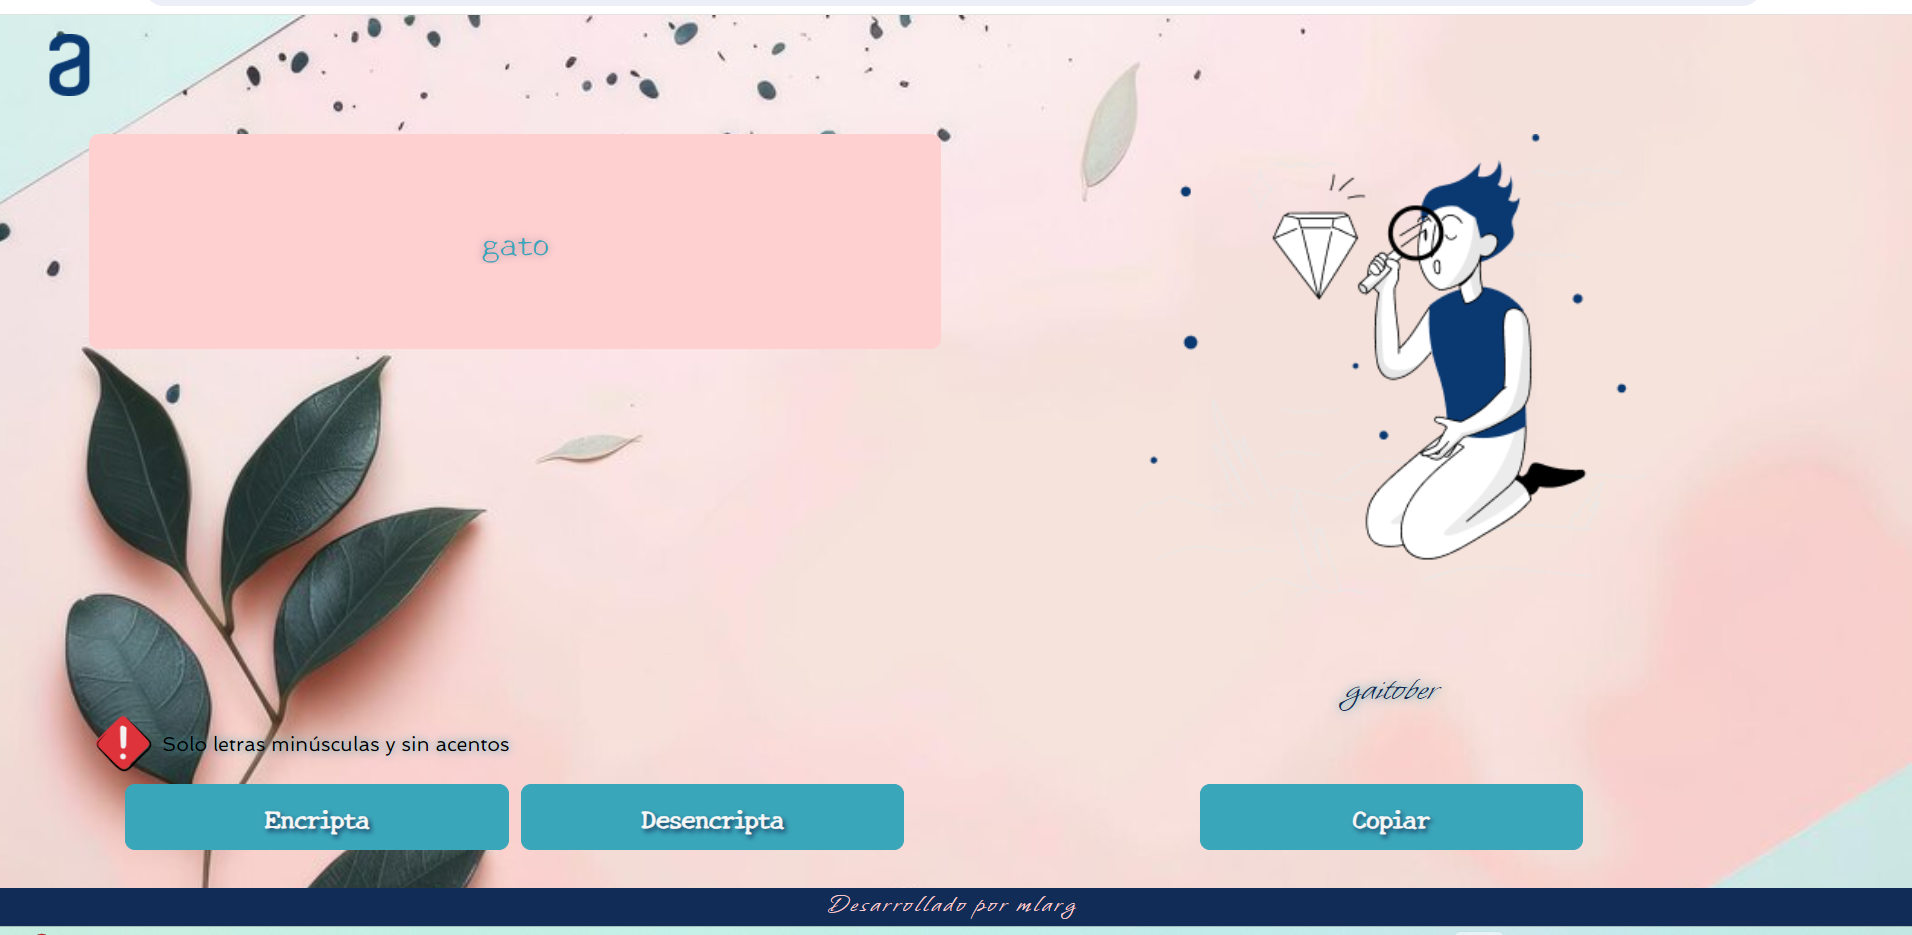 a
gato
gaitober
Solo letras minúsculas y sin acentos
Encripta
Desencripta
Copiar
Desarrollado por mlarg